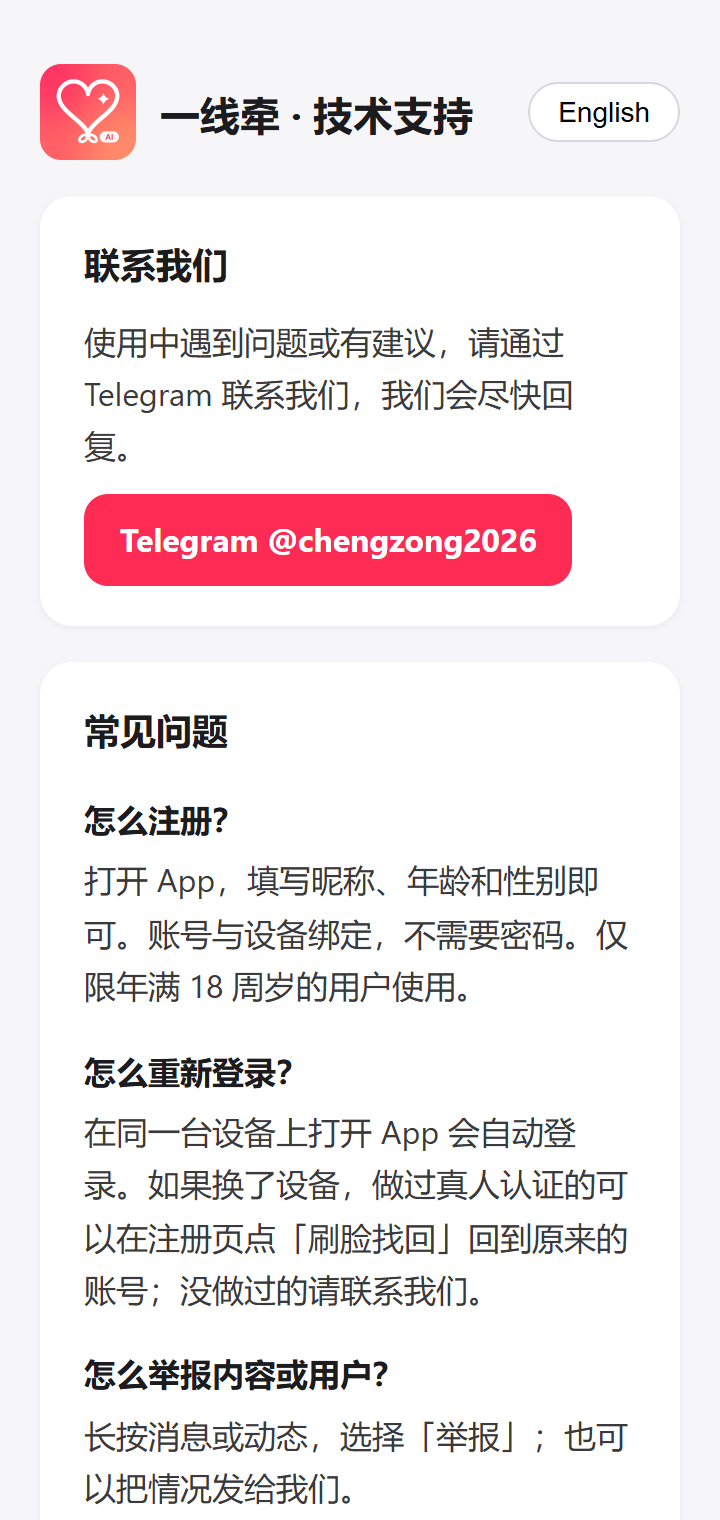 AI
一线牵 · 技术支持
English
联系我们
使用中遇到问题或有建议，请通过
Telegram 联系我们，我们会尽快回
复。
Telegram @chengzong2026
常见问题
怎么注册？
打开 App，填写昵称、年龄和性别即
可。账号与设备绑定，不需要密码。仅
限年满 18 周岁的用户使用。
怎么重新登录？
在同一台设备上打开 App 会自动登
录。如果换了设备，做过真人认证的可
以在注册页点「刷脸找回」回到原来的
账号；没做过的请联系我们。
怎么举报内容或用户？
长按消息或动态，选择「举报」；也可
以把情况发给我们。